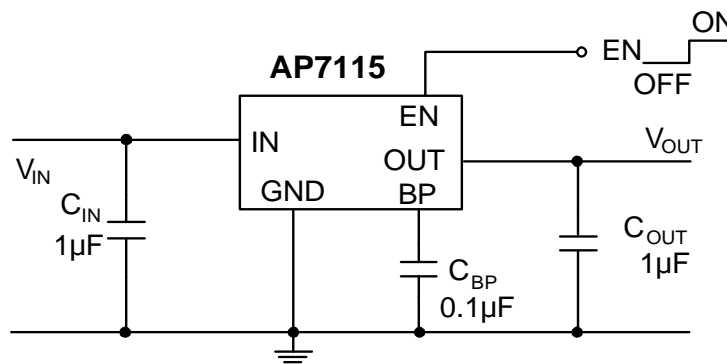 ON
AP7115
EN
OFF
EN
IN
OUT
V_OUT
V_IN
GND
BP
C_IN
1µF
C_OUT
1µF
C_BP
0.1µF